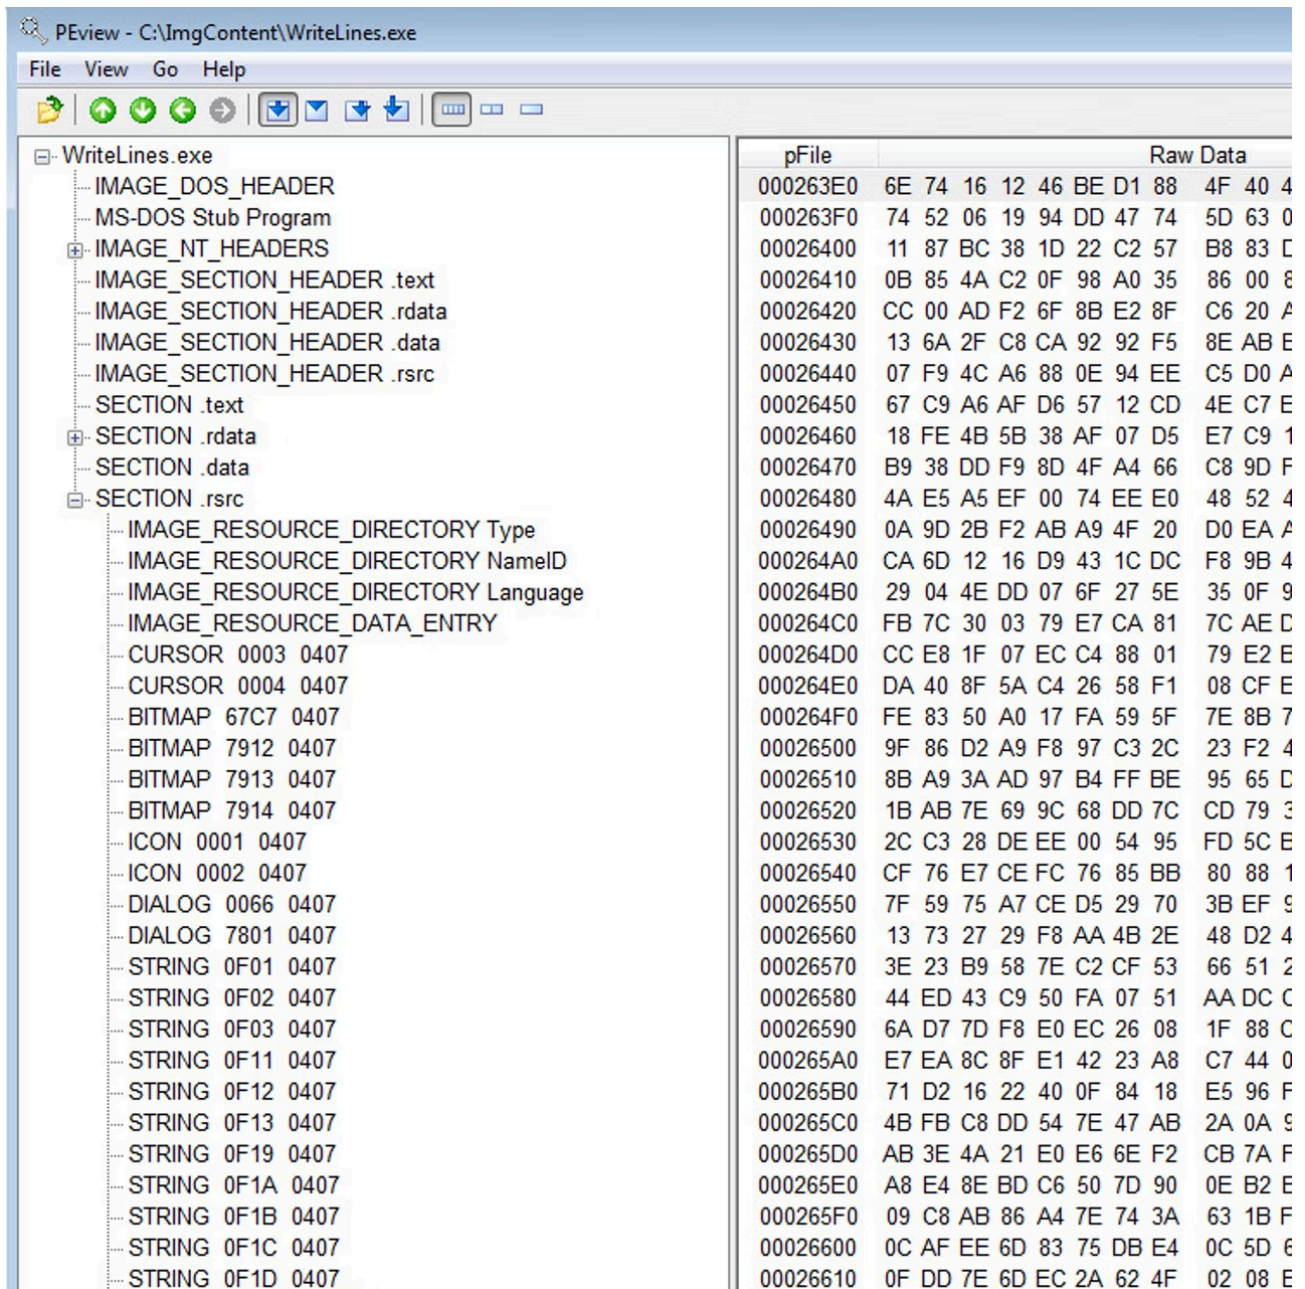 PEview - C:\ImgContent\WriteLines.exe
File View Go Help
WriteLines.exe
IMAGE_DOS_HEADER
MS-DOS Stub Program
IMAGE_NT_HEADERS
IMAGE_SECTION_HEADER .text
IMAGE_SECTION_HEADER .rdata
IMAGE_SECTION_HEADER .data
IMAGE_SECTION_HEADER .rsrc
SECTION .text
SECTION .rdata
SECTION .data
SECTION .rsrc
IMAGE_RESOURCE_DIRECTORY Type
IMAGE_RESOURCE_DIRECTORY NameID
IMAGE_RESOURCE_DIRECTORY Language
IMAGE_RESOURCE_DATA_ENTRY
CURSOR 0003 0407
CURSOR 0004 0407
BITMAP 67C7 0407
BITMAP 7912 0407
BITMAP 7913 0407
BITMAP 7914 0407
ICON 0001 0407
ICON 0002 0407
DIALOG 0066 0407
DIALOG 7801 0407
STRING 0F01 0407
STRING 0F02 0407
STRING 0F03 0407
STRING 0F11 0407
STRING 0F12 0407
STRING 0F13 0407
STRING 0F19 0407
STRING 0F1A 0407
STRING 0F1B 0407
STRING 0F1C 0407
STRING 0F1D 0407
pFile Raw Data
000263E0 6E 74 16 12 46 BE D1 88 4F 40
000263F0 74 52 06 19 94 DD 47 74 5D 63
00026400 11 87 BC 38 1D 22 C2 57 B8 83
00026410 0B 85 4A C2 0F 98 A0 35 86 00
00026420 CC 00 AD F2 6F 8B E2 8F C6 20
00026430 13 6A 2F C8 CA 92 92 F5 8E AB
00026440 07 F9 4C A6 88 0E 94 EE C5 D0
00026450 67 C9 A6 AF D6 57 12 CD 4E C7
00026460 18 FE 4B 5B 38 AF 07 D5 E7 C9
00026470 B9 38 DD F9 8D 4F A4 66 C8 9D
00026480 4A E5 A5 EF 00 74 EE E0 48 52
00026490 0A 9D 2B F2 AB A9 4F 20 D0 EA
000264A0 CA 6D 12 16 D9 43 1C DC F8 9B
000264B0 29 04 4E DD 07 6F 27 5E 35 0F
000264C0 FB 7C 30 03 79 E7 CA 81 7C AE
000264D0 CC E8 1F 07 EC C4 88 01 79 E2
000264E0 DA 40 8F 5A C4 26 58 F1 08 CF
000264F0 FE 83 50 A0 17 FA 59 5F 7E 8B
00026500 9F 86 D2 A9 F8 97 C3 2C 23 F2
00026510 8B A9 3A AD 97 B4 FF BE 95 65
00026520 1B AB 7E 69 9C 68 DD 7C CD 79
00026530 2C C3 28 DE EE 00 54 95 FD 5C
00026540 CF 76 E7 CE FC 76 85 BB 80 88
00026550 7F 59 75 A7 CE D5 29 70 3B EF
00026560 13 73 27 29 F8 AA 4B 2E 48 D2
00026570 3E 23 B9 58 7E C2 CF 53 66 51
00026580 44 ED 43 C9 50 FA 07 51 AA DC
00026590 6A D7 7D F8 E0 EC 26 08 1F 88
000265A0 E7 EA 8C 8F E1 42 23 A8 C7 44
000265B0 71 D2 16 22 40 0F 84 18 E5 96
000265C0 4B FB C8 DD 54 7E 47 AB 2A 0A
000265D0 AB 3E 4A 21 E0 E6 6E F2 CB 7A
000265E0 A8 E4 8E BD C6 50 7D 90 0E B2
000265F0 09 C8 AB 86 A4 7E 74 3A 63 1B
00026600 0C AF EE 6D 83 75 DB E4 0C 5D
00026610 0F DD 7E 6D EC 2A 62 4F 02 08